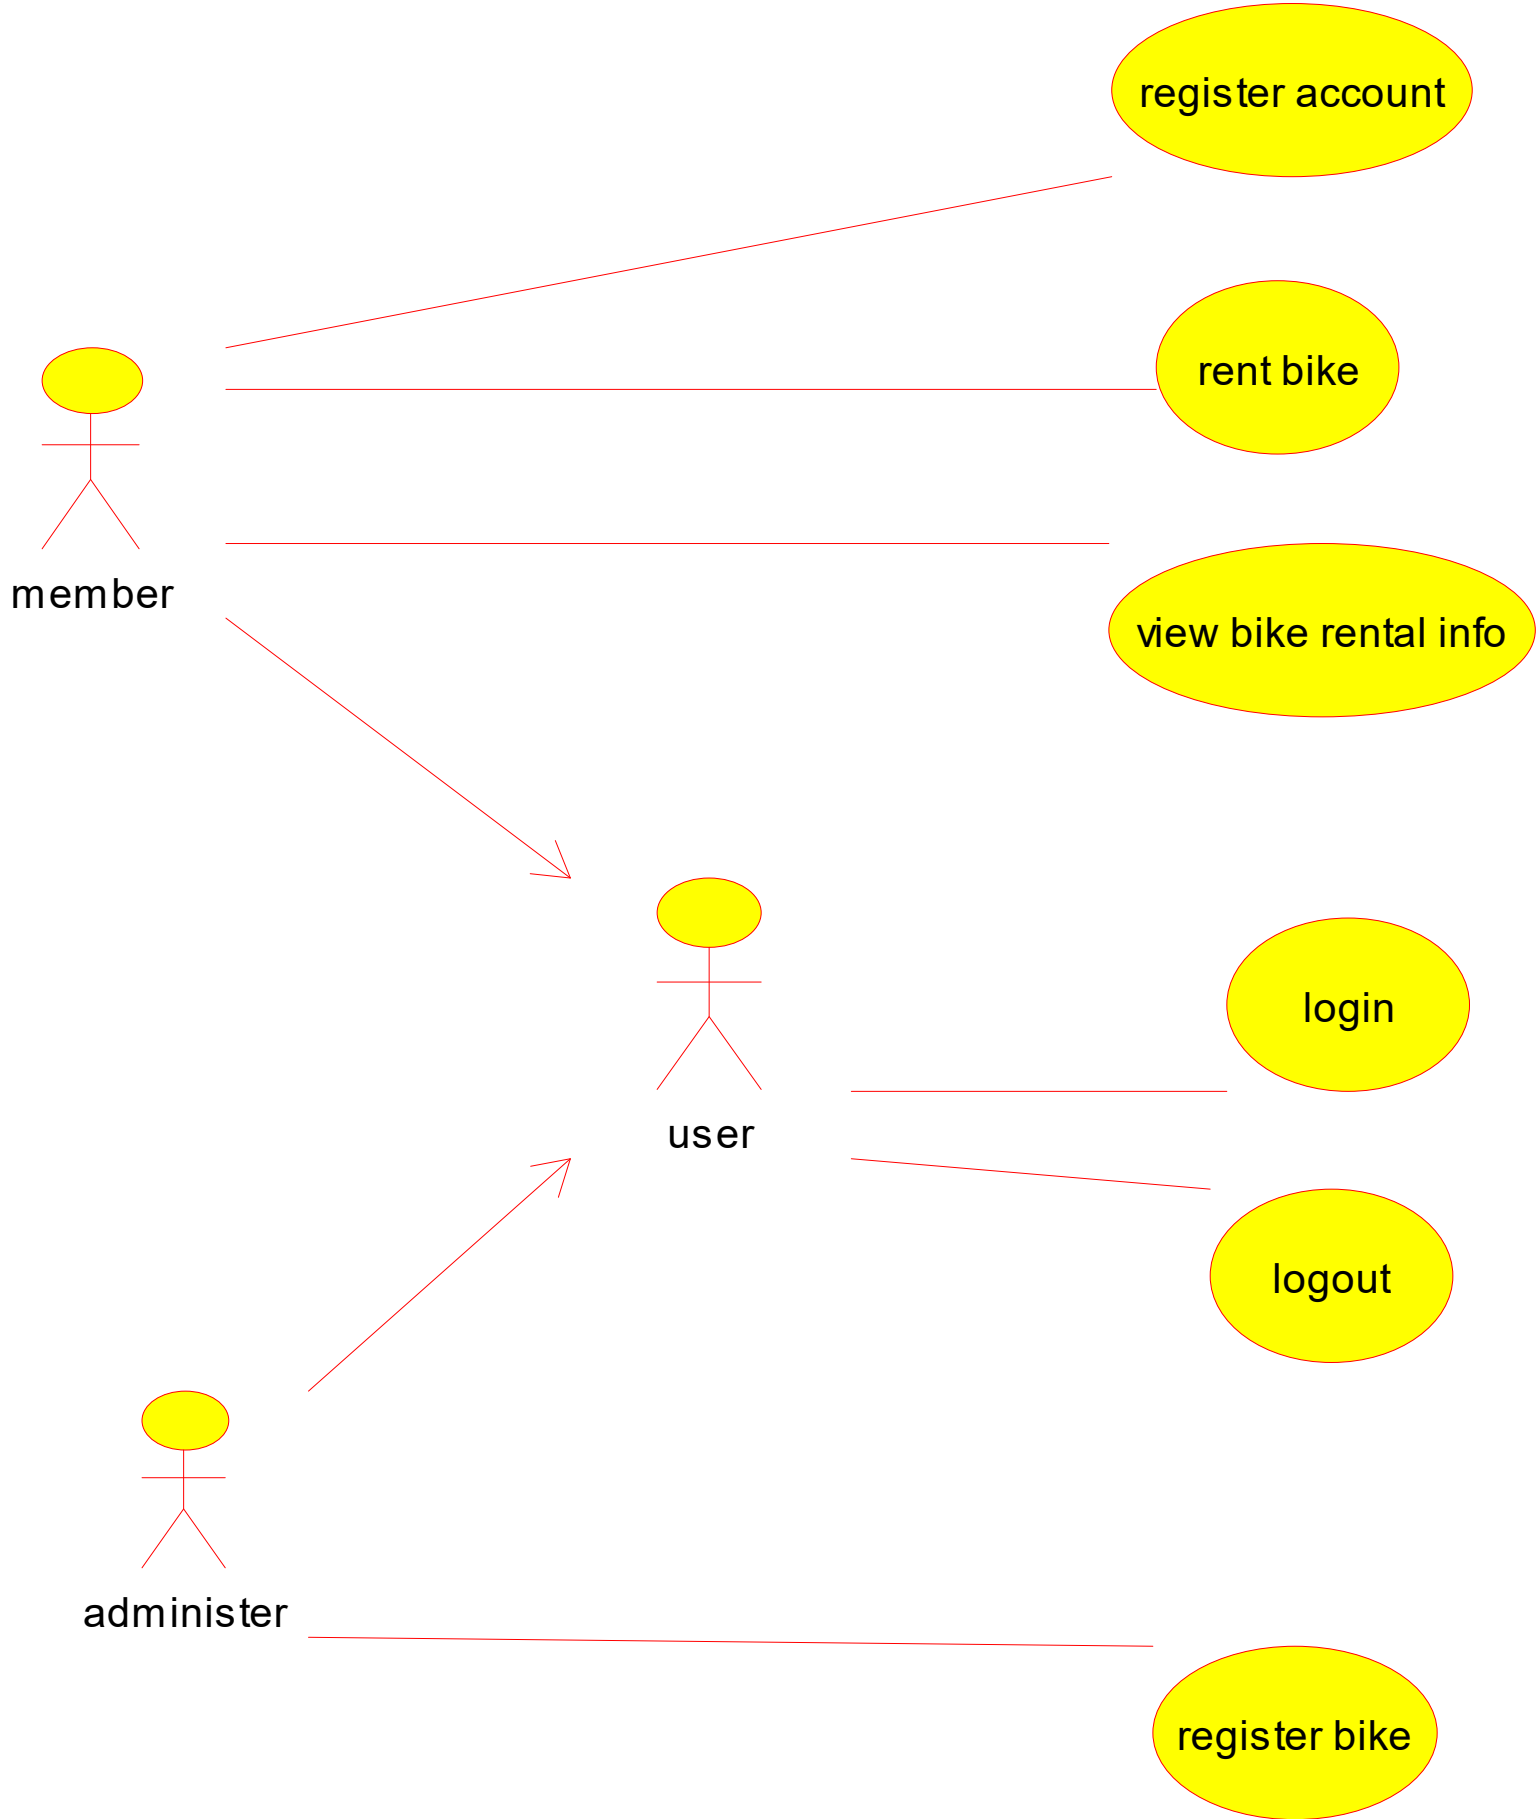 register account
rent bike
member
view bike rental info
login
user
logout
administer
register bike